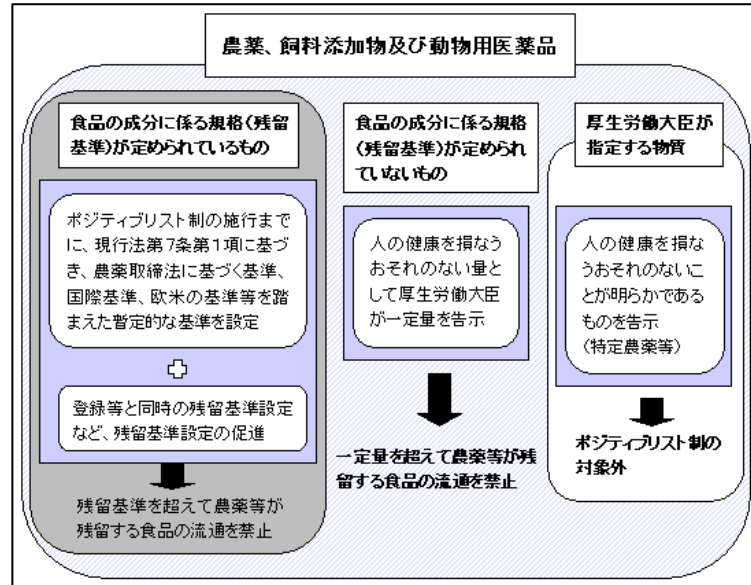 農薬、飼料添加物及び動物用医薬品
食品の成分に係る規格(残留
基準)が定められているもの
ポジティブリスト制の施行まで
に、現行法第7条第1項に基づ
き、農薬取締法に基づく基準、
国際基準、欧米の基準等を踏
まえた暫定的な基準を設定
登録等と同時の残留基準設定
など、残留基準設定の促進
残留基準を超えて農薬等が
残留する食品の流通を禁止
食品の成分に係る規格
(残留基準)が定められ
ていないもの
人の健康を損なう
おそれのない量と
して厚生労働大臣
が一定量を告示
一定量を超えて農薬等が残
留する食品の流通を禁止
厚生労働大臣が
指定する物質
人の健康を損な
うおそれのないこ
とが明らかである
ものを告示
(特定農薬等)
ポジティブリスト制の
対象外